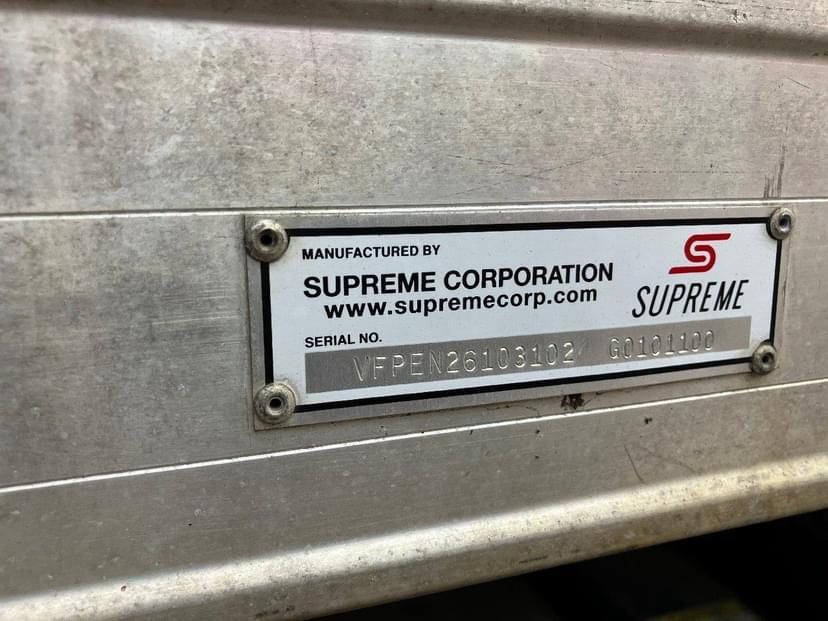 MANUFACTURED BY
SUPREME CORPORATION
www.supremecorp.com
SUPREME
SERIAL NO.
VFPEN26103102 G0101100